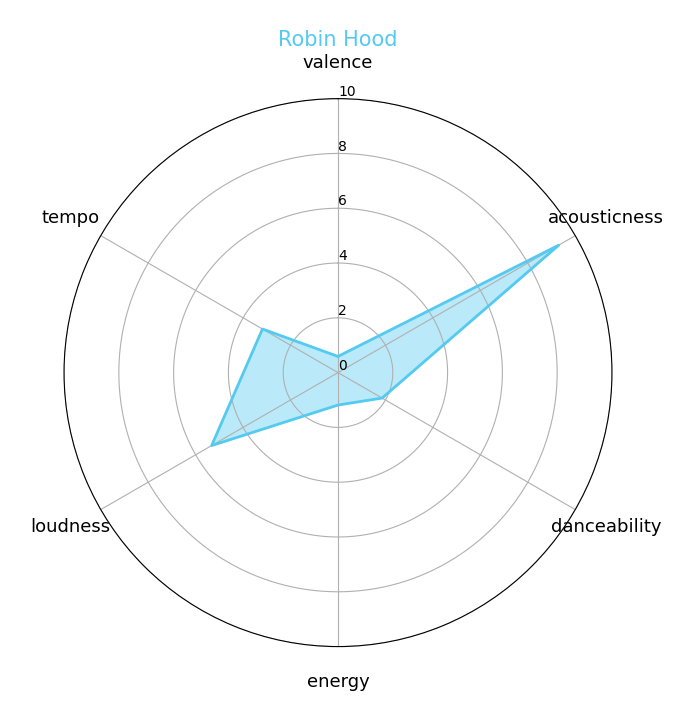 Robin Hood
valence
10
8
6
4
2
0
tempo
acousticness
loudness
danceability
energy